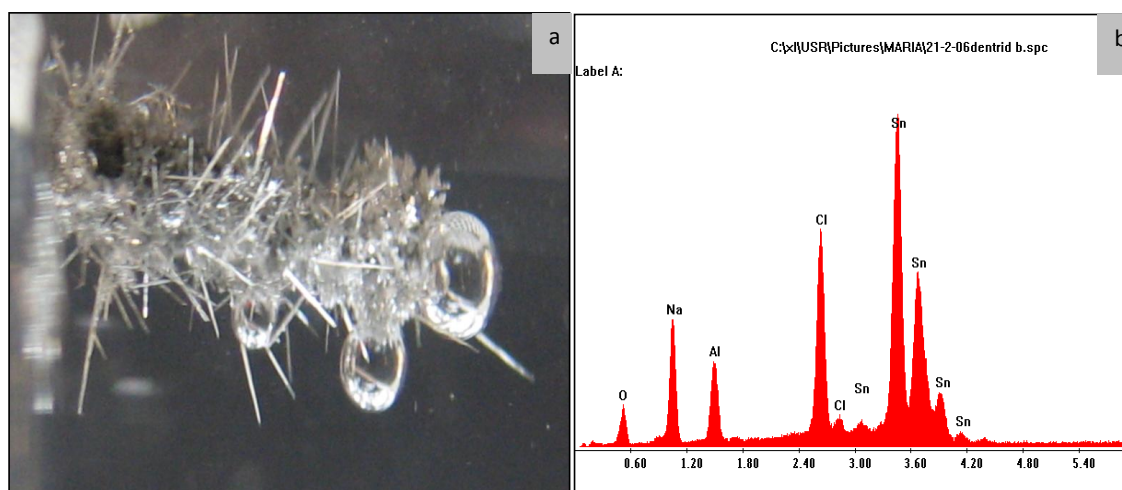 a
b
C:\xl\USR\Pictures\MARIA\21-2-06dentrid b.spc
Label A:
Sn
Cl
Sn
Na
Al
Sn
Sn
O
Cl
Sn
0.60 1.20 1.80 2.40 3.00 3.60 4.20 4.80 5.40